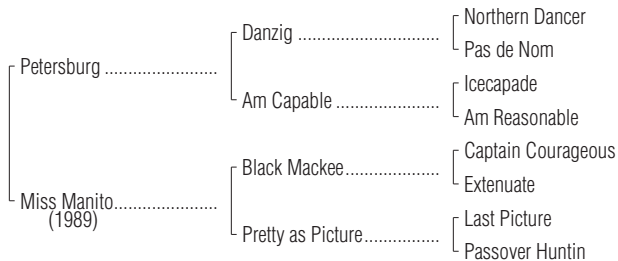 Northern Dancer
Danzig ................................
Pas de Nom
Petersburg .........................
Icecapade
Am Capable .......................
Am Reasonable
Captain Courageous
Black Mackee.....................
Extenuate
Miss Manito.......................
(1989)
Last Picture
Pretty as Picture.................
Passover Huntin